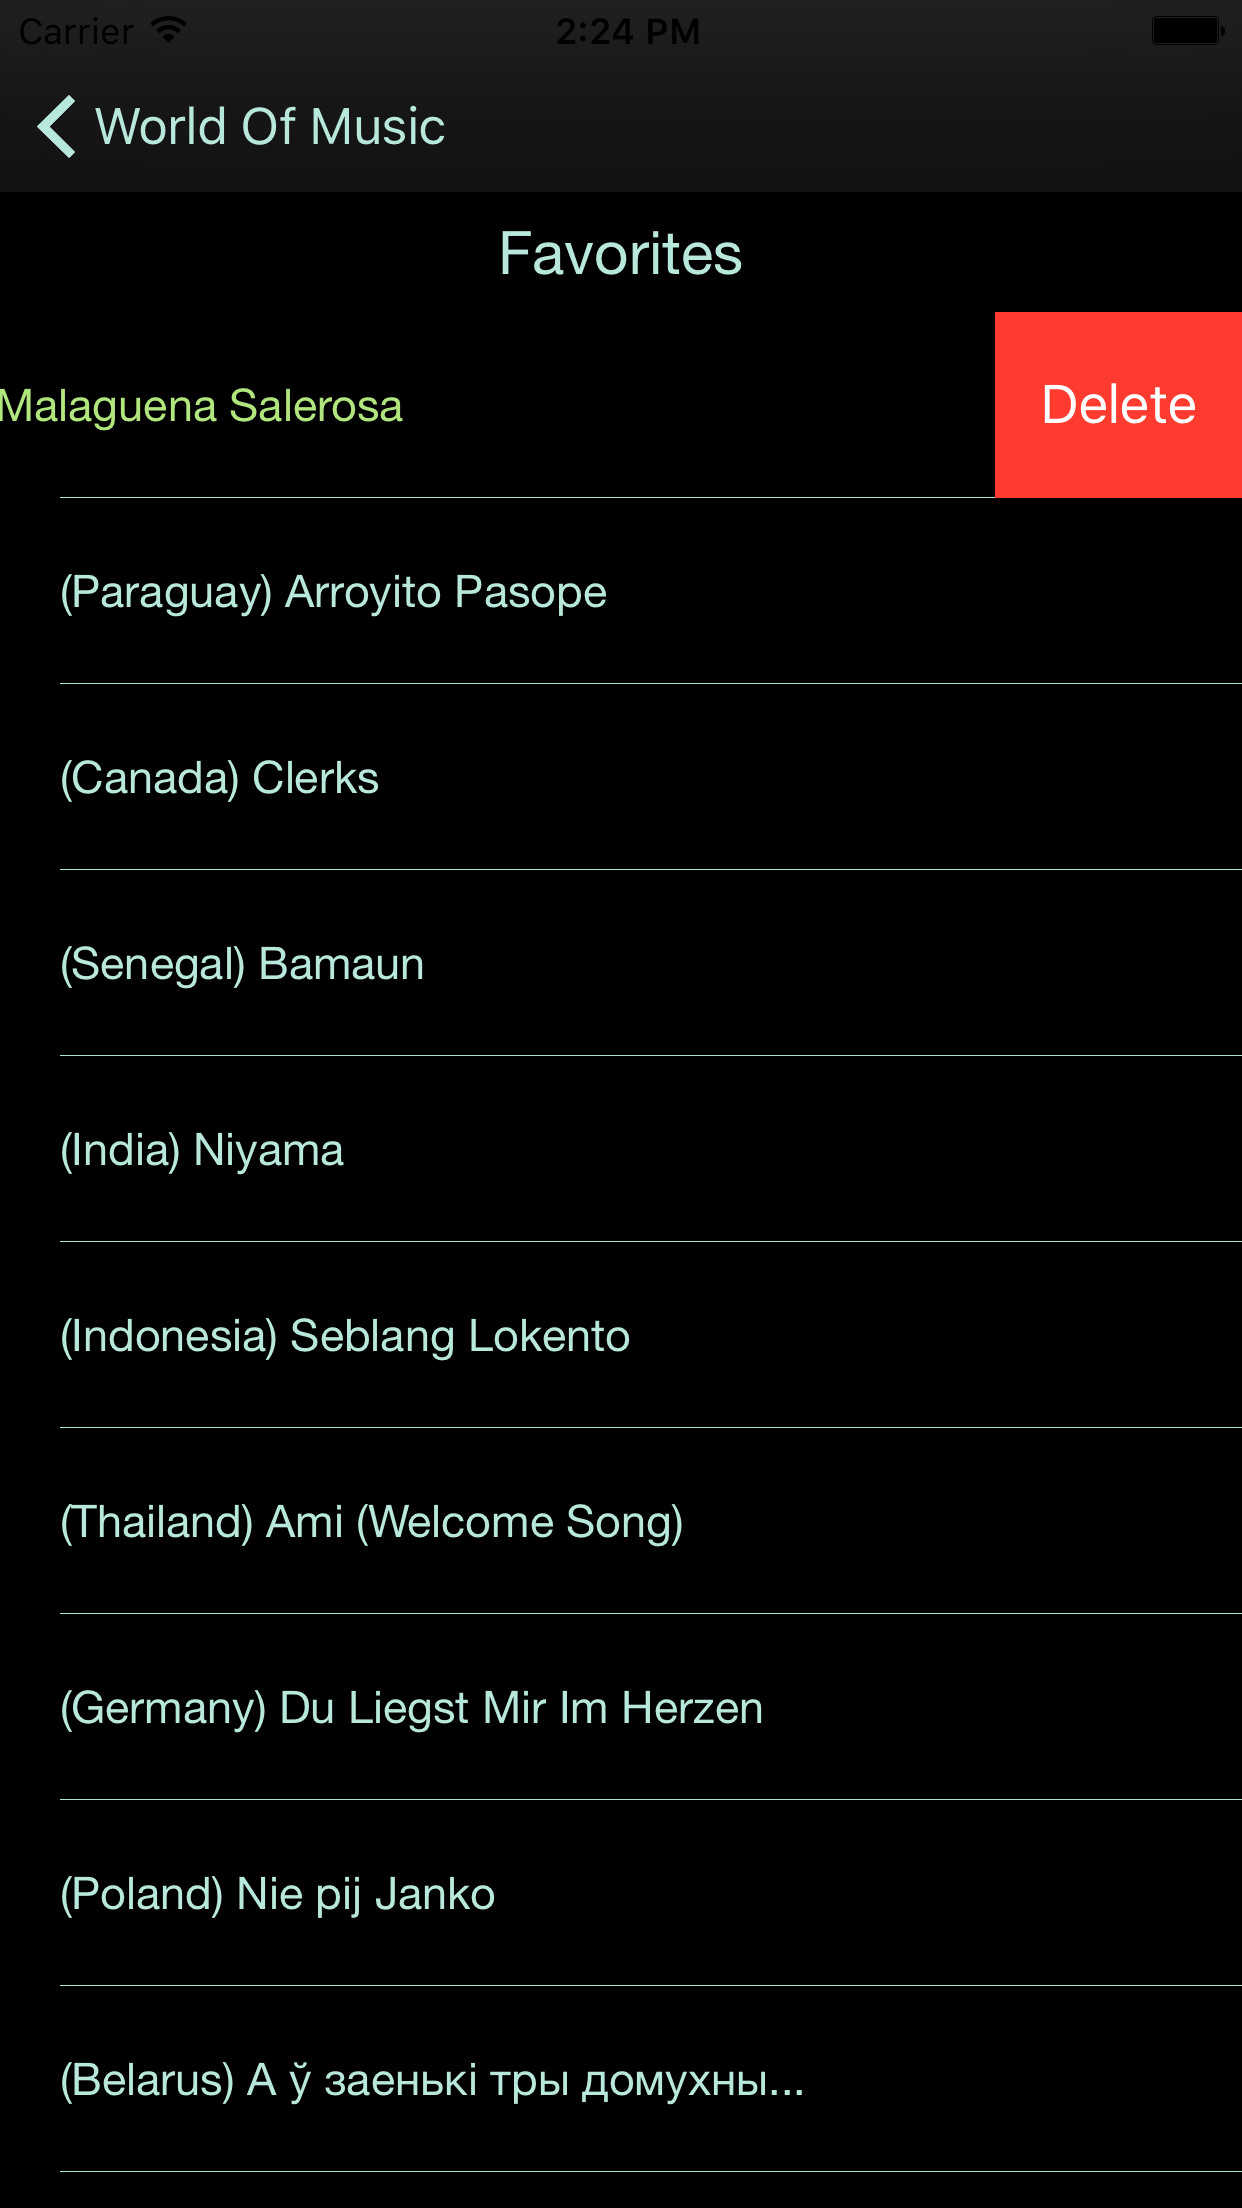 Carrier 2:24 PM
World Of Music
Favorites
Malaguena Salerosa Delete
(Paraguay) Arroyito Pasope
(Canada) Clerks
(Senegal) Bamaun
(India) Niyama
(Indonesia) Seblang Lokento
(Thailand) Ami (Welcome Song)
(Germany) Du Liegst Mir Im Herzen
(Poland) Nie pij Janko
(Belarus) А ў заенькі тры домухны...